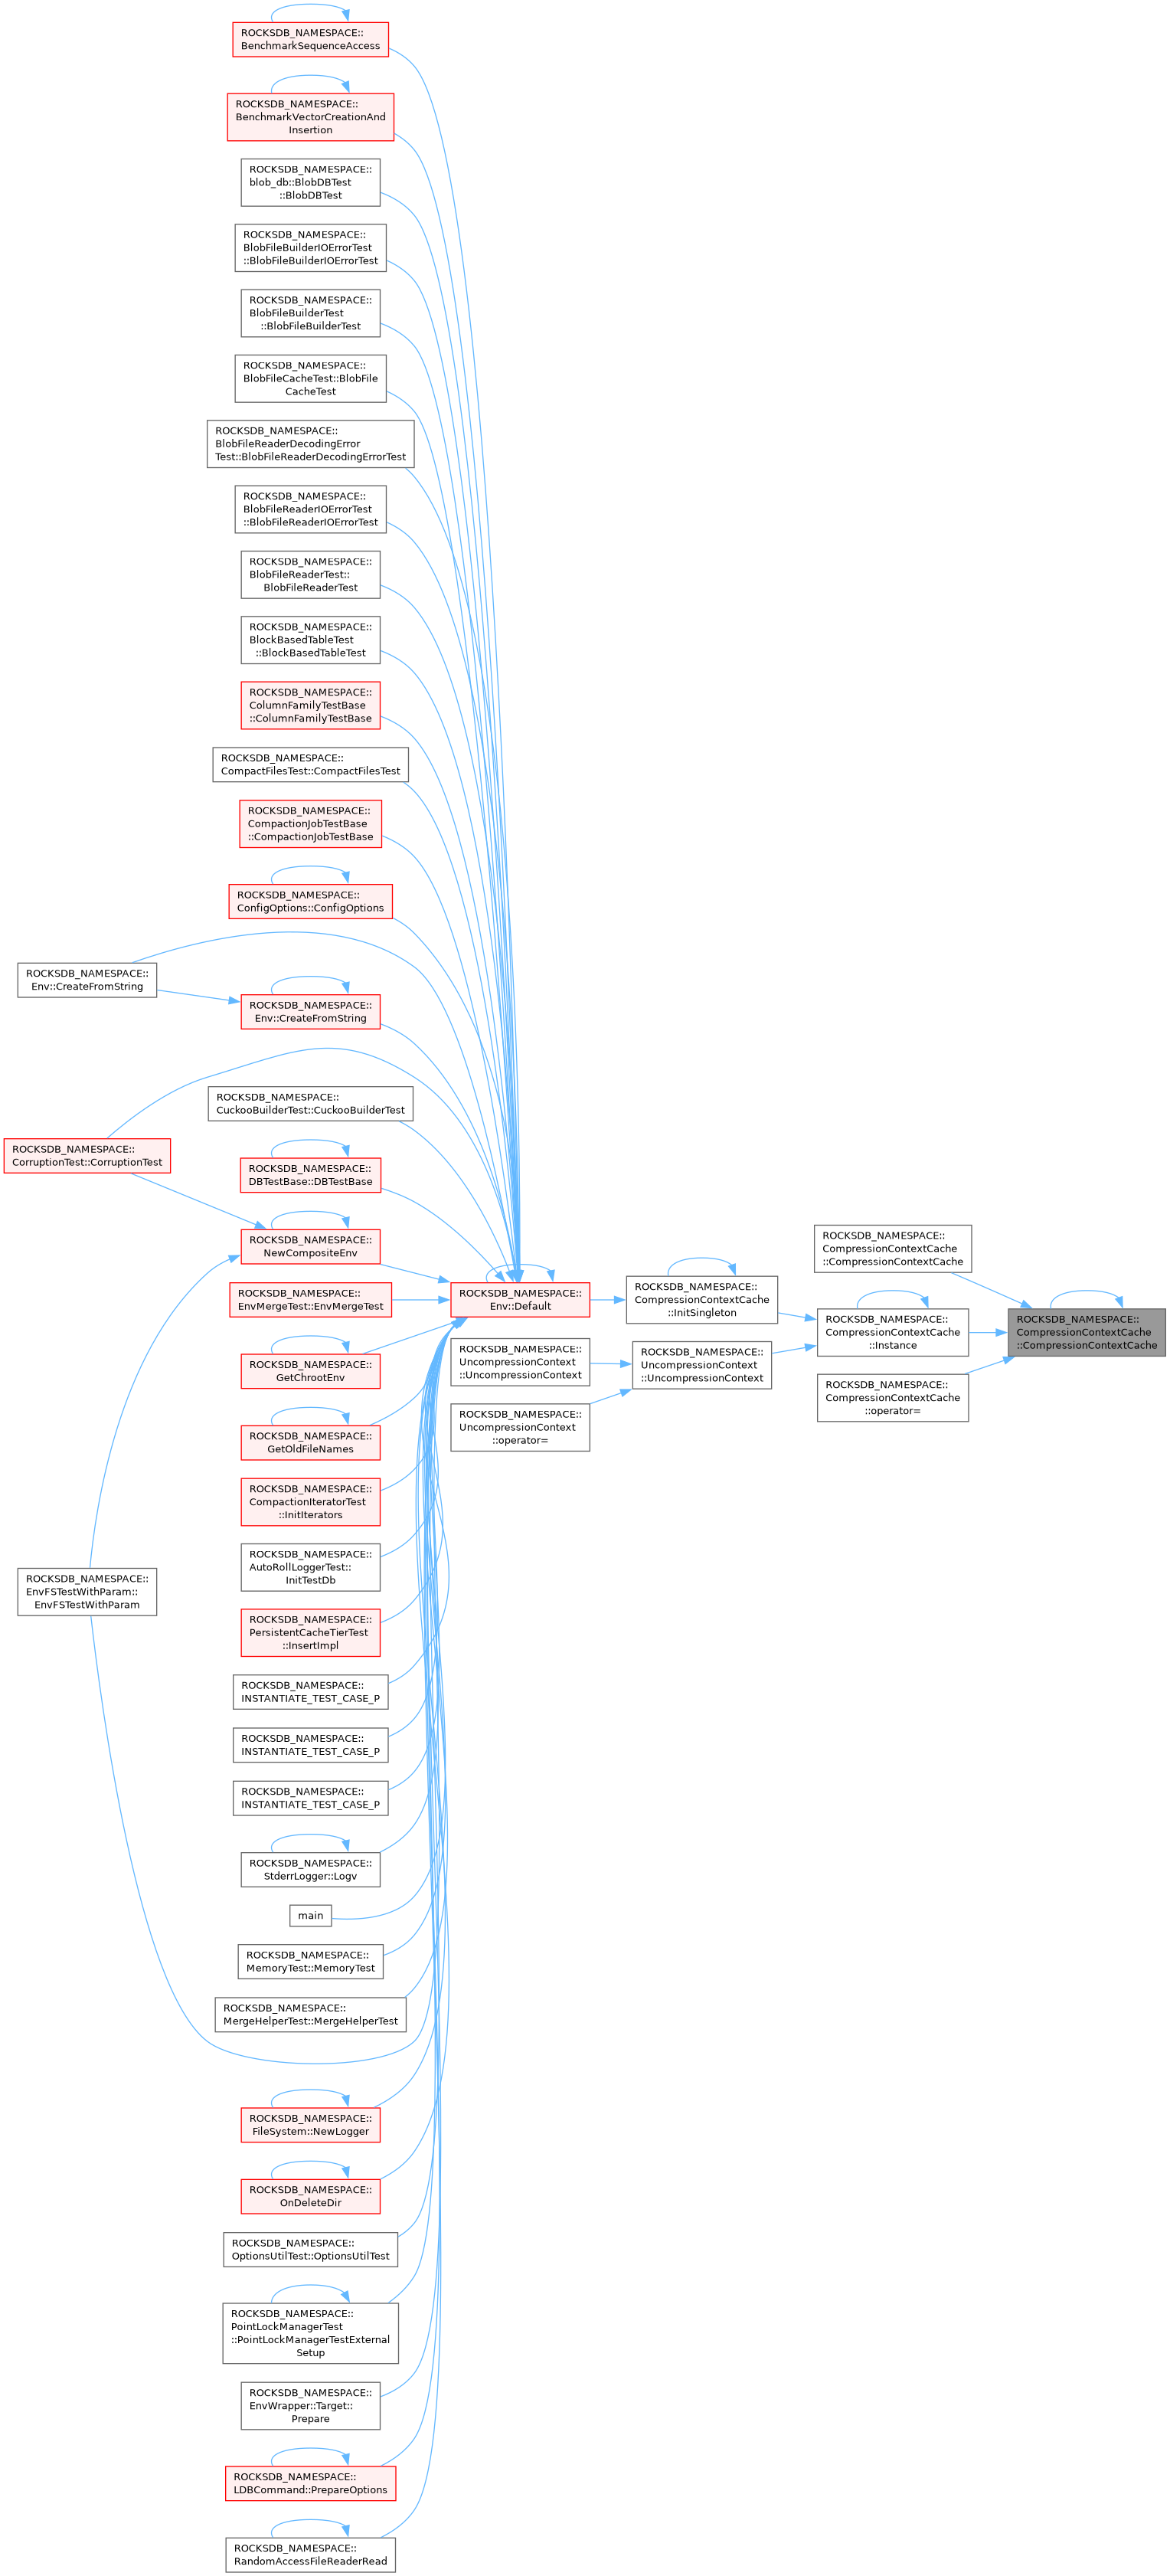 ROCKSDB_NAMESPACE::
BenchmarkSequenceAccess
ROCKSDB_NAMESPACE::
BenchmarkVectorCreationAnd
Insertion
ROCKSDB_NAMESPACE::
blob_db::BlobDBTest
::BlobDBTest
ROCKSDB_NAMESPACE::
BlobFileBuilderIOErrorTest
::BlobFileBuilderIOErrorTest
ROCKSDB_NAMESPACE::
BlobFileBuilderTest
::BlobFileBuilderTest
ROCKSDB_NAMESPACE::
BlobFileCacheTest::BlobFile
CacheTest
ROCKSDB_NAMESPACE::
BlobFileReaderDecodingError
Test::BlobFileReaderDecodingErrorTest
ROCKSDB_NAMESPACE::
BlobFileReaderIOErrorTest
::BlobFileReaderIOErrorTest
ROCKSDB_NAMESPACE::
BlobFileReaderTest::
BlobFileReaderTest
ROCKSDB_NAMESPACE::
BlockBasedTableTest
::BlockBasedTableTest
ROCKSDB_NAMESPACE::
ColumnFamilyTestBase
::ColumnFamilyTestBase
ROCKSDB_NAMESPACE::
CompactFilesTest::CompactFilesTest
ROCKSDB_NAMESPACE::
CompactionJobTestBase
::CompactionJobTestBase
ROCKSDB_NAMESPACE::
ConfigOptions::ConfigOptions
ROCKSDB_NAMESPACE::
Env::CreateFromString
ROCKSDB_NAMESPACE::
Env::CreateFromString
ROCKSDB_NAMESPACE::
CuckooBuilderTest::CuckooBuilderTest
ROCKSDB_NAMESPACE::
CorruptionTest::CorruptionTest
ROCKSDB_NAMESPACE::
DBTestBase::DBTestBase
ROCKSDB_NAMESPACE::
NewCompositeEnv
ROCKSDB_NAMESPACE::
EnvMergeTest::EnvMergeTest
ROCKSDB_NAMESPACE::
Env::Default
ROCKSDB_NAMESPACE::
CompressionContextCache
::InitSingleton
ROCKSDB_NAMESPACE::
CompressionContextCache
::CompressionContextCache
ROCKSDB_NAMESPACE::
CompressionContextCache
::Instance
ROCKSDB_NAMESPACE::
CompressionContextCache
::CompressionContextCache
ROCKSDB_NAMESPACE::
UncompressionContext
::UncompressionContext
ROCKSDB_NAMESPACE::
UncompressionContext
::UncompressionContext
ROCKSDB_NAMESPACE::
CompressionContextCache
::operator=
ROCKSDB_NAMESPACE::
UncompressionContext
::operator=
ROCKSDB_NAMESPACE::
GetChrootEnv
ROCKSDB_NAMESPACE::
GetOldFileNames
ROCKSDB_NAMESPACE::
CompactionIteratorTest
::InitIterators
ROCKSDB_NAMESPACE::
AutoRollLoggerTest::
InitTestDb
ROCKSDB_NAMESPACE::
EnvFSTestWithParam::
EnvFSTestWithParam
ROCKSDB_NAMESPACE::
PersistentCacheTierTest
::InsertImpl
ROCKSDB_NAMESPACE::
INSTANTIATE_TEST_CASE_P
ROCKSDB_NAMESPACE::
INSTANTIATE_TEST_CASE_P
ROCKSDB_NAMESPACE::
INSTANTIATE_TEST_CASE_P
ROCKSDB_NAMESPACE::
StderrLogger::Logv
main
ROCKSDB_NAMESPACE::
MemoryTest::MemoryTest
ROCKSDB_NAMESPACE::
MergeHelperTest::MergeHelperTest
ROCKSDB_NAMESPACE::
FileSystem::NewLogger
ROCKSDB_NAMESPACE::
OnDeleteDir
ROCKSDB_NAMESPACE::
OptionsUtilTest::OptionsUtilTest
ROCKSDB_NAMESPACE::
PointLockManagerTest
::PointLockManagerTestExternal
Setup
ROCKSDB_NAMESPACE::
EnvWrapper::Target::
Prepare
ROCKSDB_NAMESPACE::
LDBCommand::PrepareOptions
ROCKSDB_NAMESPACE::
RandomAccessFileReaderRead